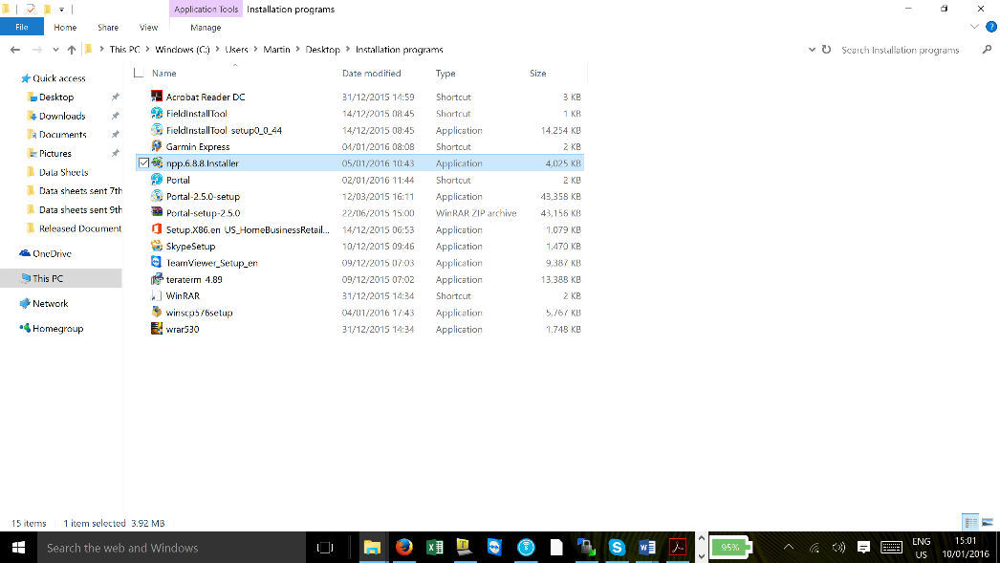 Application Tools Installation programs
File Home Share View Manage
This PC Windows (C:) Users Martin Desktop Installation programs Search Installation programs
Name Date modified Type Size
Quick access
Desktop
Downloads
Documents
Pictures
Data Sheets
Data sheets sent 7th
Data sheets sent 9th
Released Document
OneDrive
This PC
Network
Homegroup
Acrobat Reader DC 31/12/2015 14:59 Shortcut 3 KB
FieldInstallTool 14/12/2015 08:45 Shortcut 1 KB
FieldInstallTool_setup0_0_44 14/12/2015 08:45 Application 14,254 KB
Garmin Express 04/01/2016 08:08 Shortcut 2 KB
npp.6.8.8.Installer 05/01/2016 10:43 Application 4,025 KB
Portal 02/01/2016 11:44 Shortcut 2 KB
Portal-2.5.0-setup 12/03/2015 16:11 Application 43,358 KB
Portal-setup-2.5.0 22/06/2015 15:00 WinRAR ZIP archive 43,156 KB
Setup.X86.en_US_HomeBusinessRetail... 14/12/2015 06:53 Application 1,079 KB
SkypeSetup 10/12/2015 09:46 Application 1,470 KB
TeamViewer_Setup_en 09/12/2015 07:03 Application 9,387 KB
teraterm_4.89 09/12/2015 07:02 Application 13,388 KB
WinRAR 31/12/2015 14:34 Shortcut 2 KB
winscp576setup 04/01/2016 17:43 Application 5,767 KB
wrar530 31/12/2015 14:34 Application 1,748 KB
15 items 1 item selected 3.92 MB
Search the web and Windows
95%
ENG
US
15:01
10/01/2016